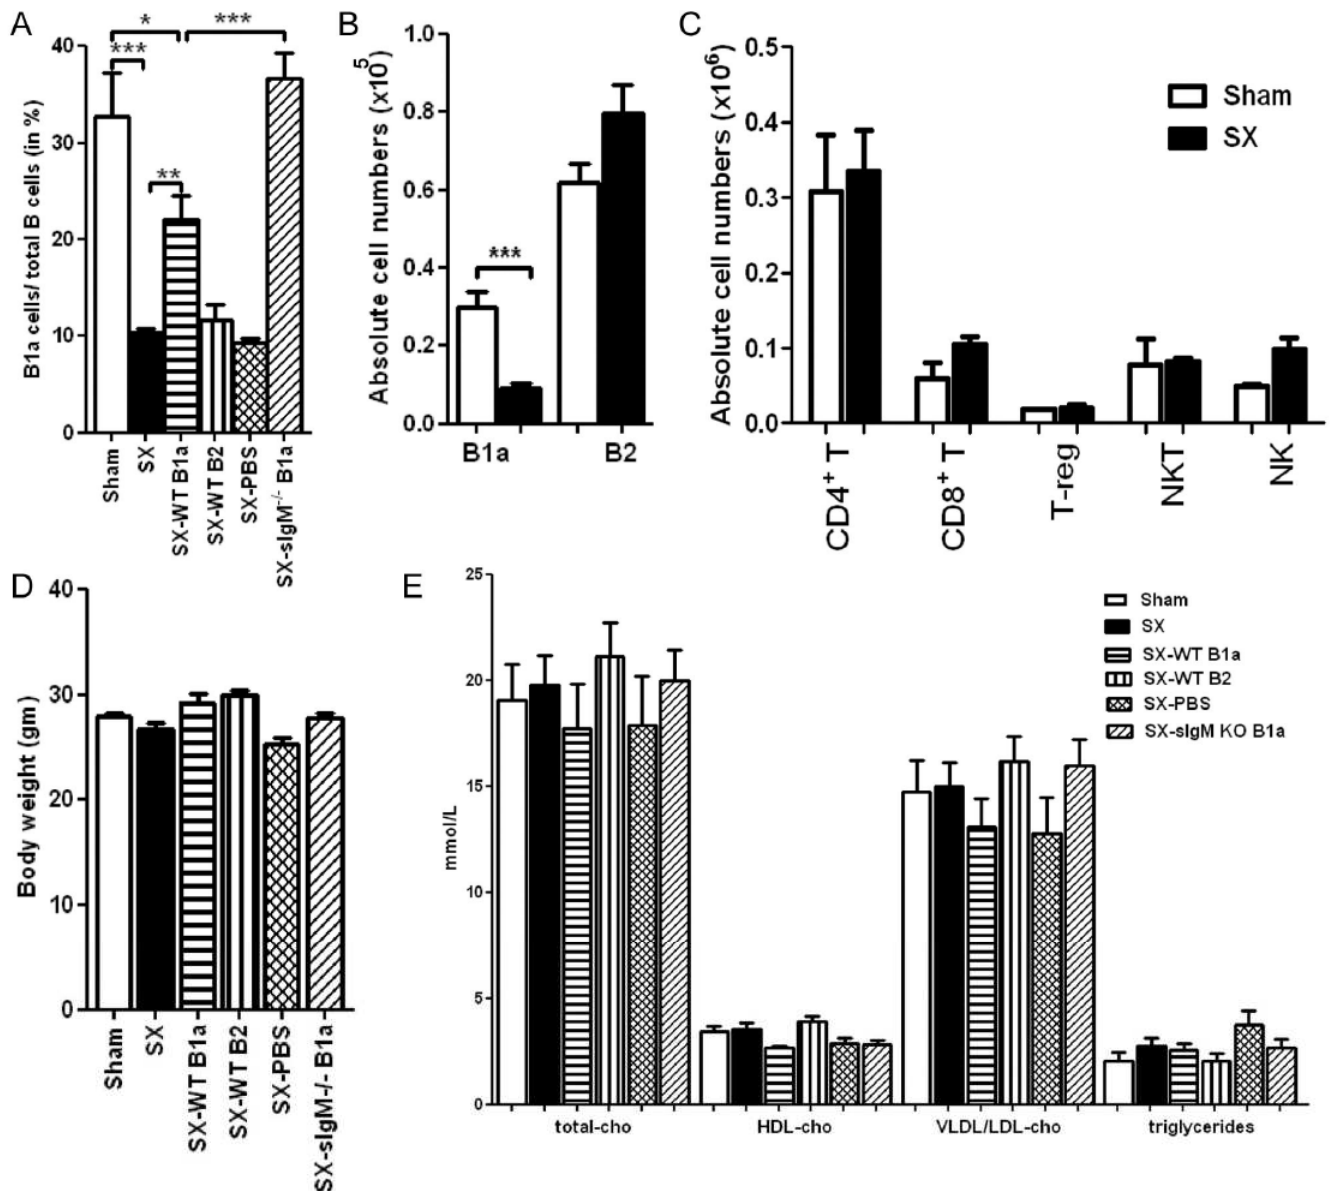 A
B1a cells/ total B cells (in %)
40
30
20
10
0
*
***
***
**
Sham
SX
SX-WT B1a
SX-WT B2
SX-PBS
SX-sIgM-/- B1a
B
Absolute cell numbers (x10^5)
1.0
0.8
0.6
0.4
0.2
0.0
***
B1a
B2
C
Absolute cell numbers (x10^6)
0.5
0.4
0.3
0.2
0.1
0.0
Sham
SX
CD4+ T
CD8+ T
T-reg
NKT
NK
D
Body weight (gm)
40
30
20
10
0
Sham
SX
SX-WT B1a
SX-WT B2
SX-PBS
SX-sIgM-/- B1a
E
mmol/L
25
20
15
10
5
0
Sham
SX
SX-WT B1a
SX-WT B2
SX-PBS
SX-sIgM KO B1a
total-cho
HDL-cho
VLDL/LDL-cho
triglycerides